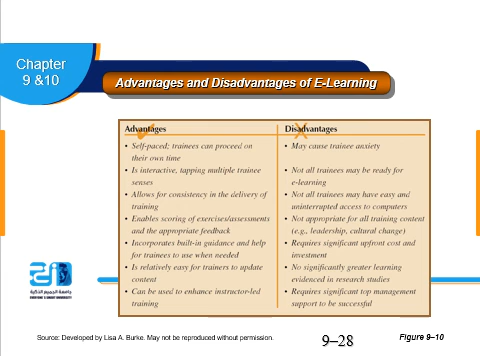 Chapter
9 &10
Advantages and Disadvantages of E-Learning
Advantages
• Self-paced; trainees can proceed on
their own time
• Is interactive, tapping multiple trainee
senses
• Allows for consistency in the delivery of
training
• Enables scoring of exercises/assessments
and the appropriate feedback
• Incorporates built-in guidance and help
for trainees to use when needed
• Is relatively easy for trainers to update
content
• Can be used to enhance instructor-led
training
Disadvantages
• May cause trainee anxiety
• Not all trainees may be ready for
e-learning
• Not all trainees may have easy and
uninterrupted access to computers
• Not appropriate for all training content
(e.g., leadership, cultural change)
• Requires significant upfront cost and
investment
• No significantly greater learning
evidenced in research studies
• Requires significant top management
support to be successful
Source: Developed by Lisa A. Burke. May not be reproduced without permission.
9–28
Figure 9–10